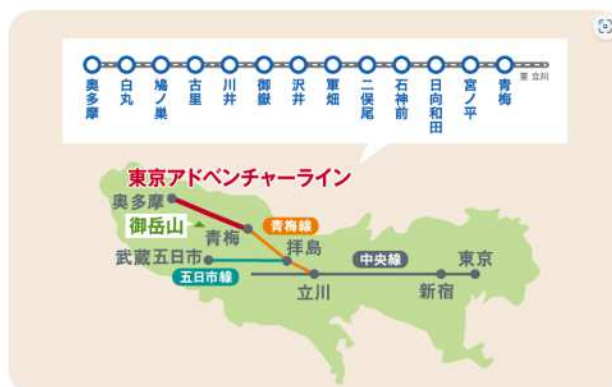 奥多摩
白丸
鳩ノ巣
古里
川井
御嶽
沢井
軍畑
二俣尾
石神前
日向和田
宮ノ平
青梅
至 立川
東京アドベンチャーライン
奥多摩
御岳山
青梅
青梅線
武蔵五日市
拝島
五日市線
中央線
立川
新宿
東京